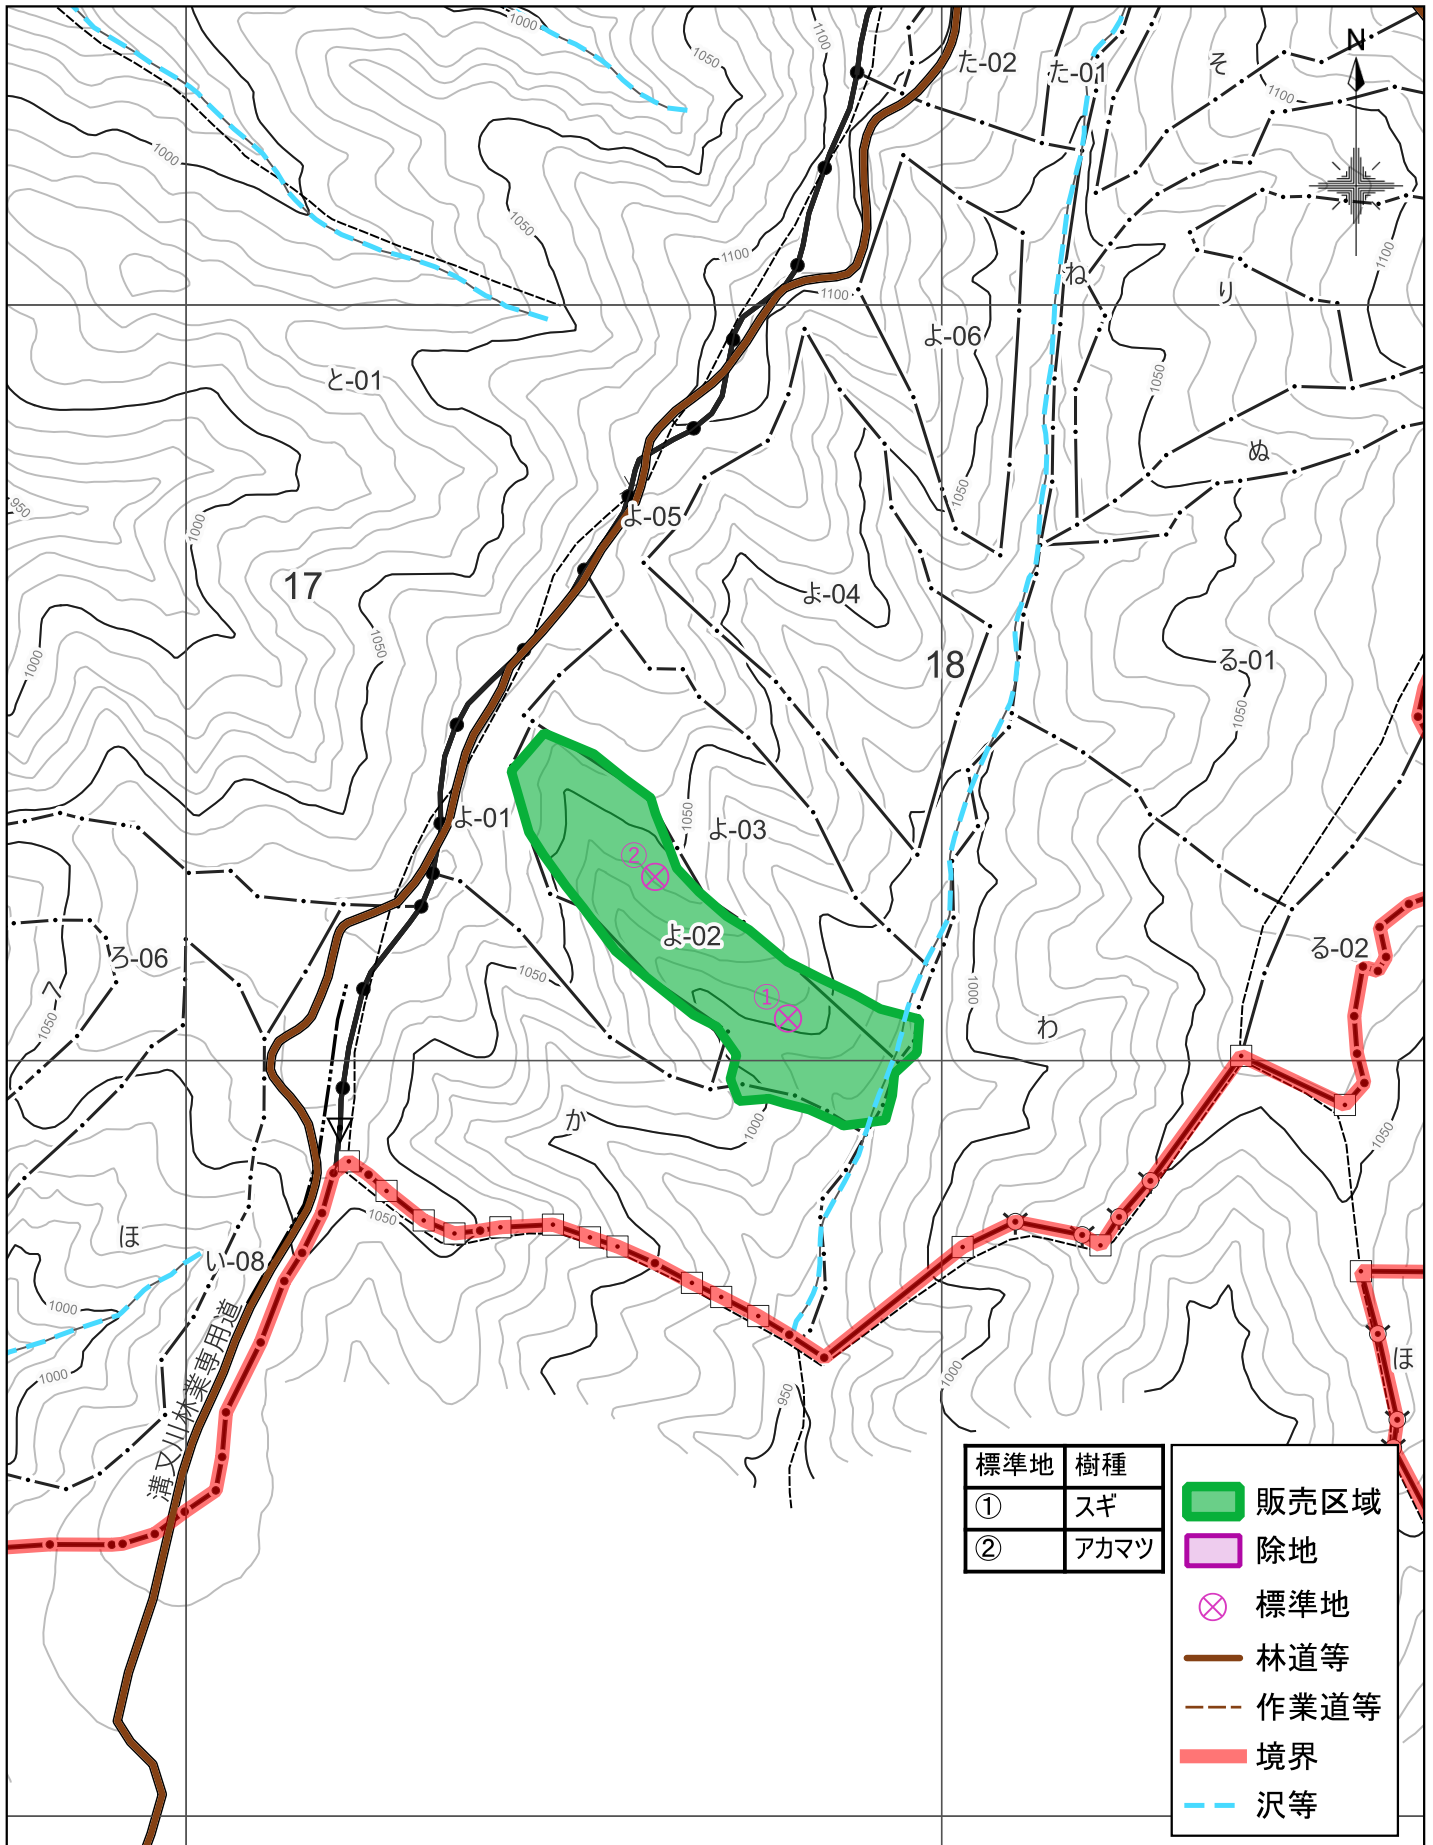 1000
1100
1050
た-02
た-01
そ
N
1100
1000
1050
1100
1100
1100
ね
り
よ-06
1050
と-01
ぬ
1050
950
1000
よ-05
17
よ-04
1050
1000
18
る-01
1050
1050
よ-01
よ-03
②
よ-02
ろ-06
へ
1050
1050
①
1000
る-02
わ
か
1000
1050
1050
ほ
い-08
1000
1000
溝又川林業専用道
950
1000
ほ
標準地 樹種
① スギ
② アカマツ
販売区域
除地
標準地
林道等
作業道等
境界
沢等